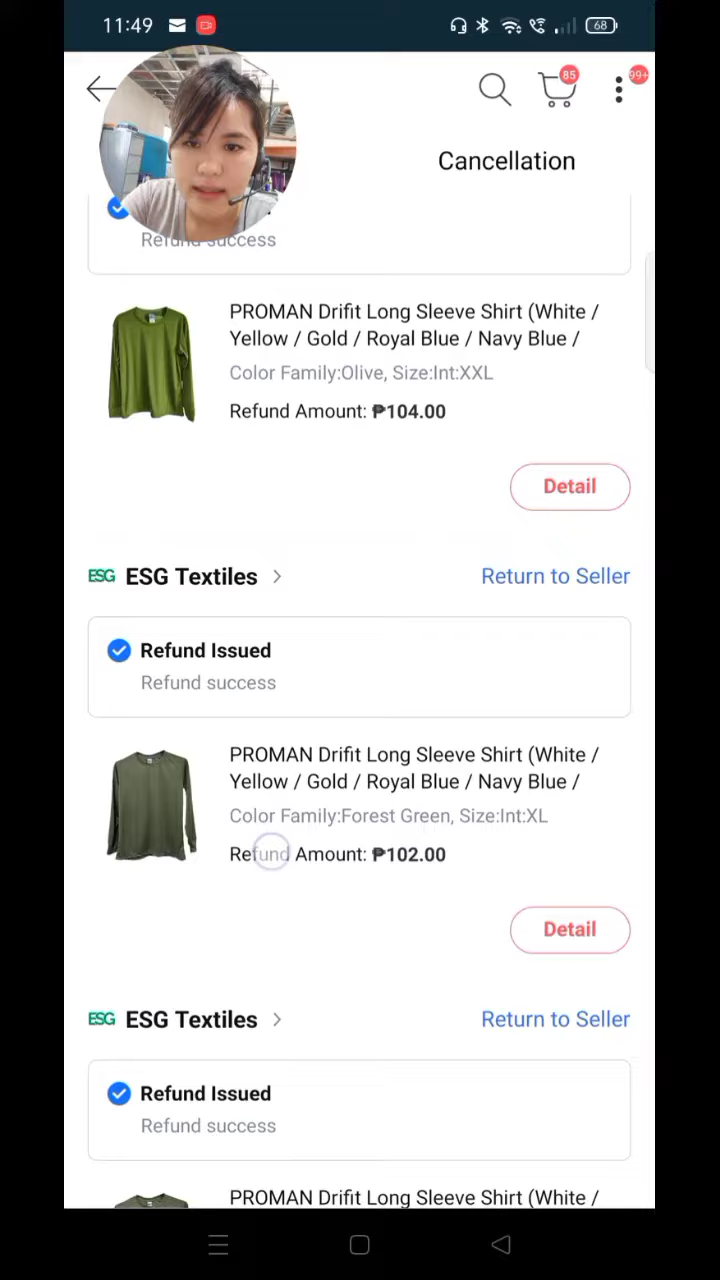 11:49
68
85
99+
Cancellation
Refund success
PROMAN Drifit Long Sleeve Shirt (White /
Yellow / Gold / Royal Blue / Navy Blue /
Color Family:Olive, Size:Int:XXL
Refund Amount: ₱104.00
Detail
ESG ESG Textiles
Return to Seller
Refund Issued
Refund success
PROMAN Drifit Long Sleeve Shirt (White /
Yellow / Gold / Royal Blue / Navy Blue /
Color Family:Forest Green, Size:Int:XL
Refund Amount: ₱102.00
Detail
ESG ESG Textiles
Return to Seller
Refund Issued
Refund success
PROMAN Drifit Long Sleeve Shirt (White /